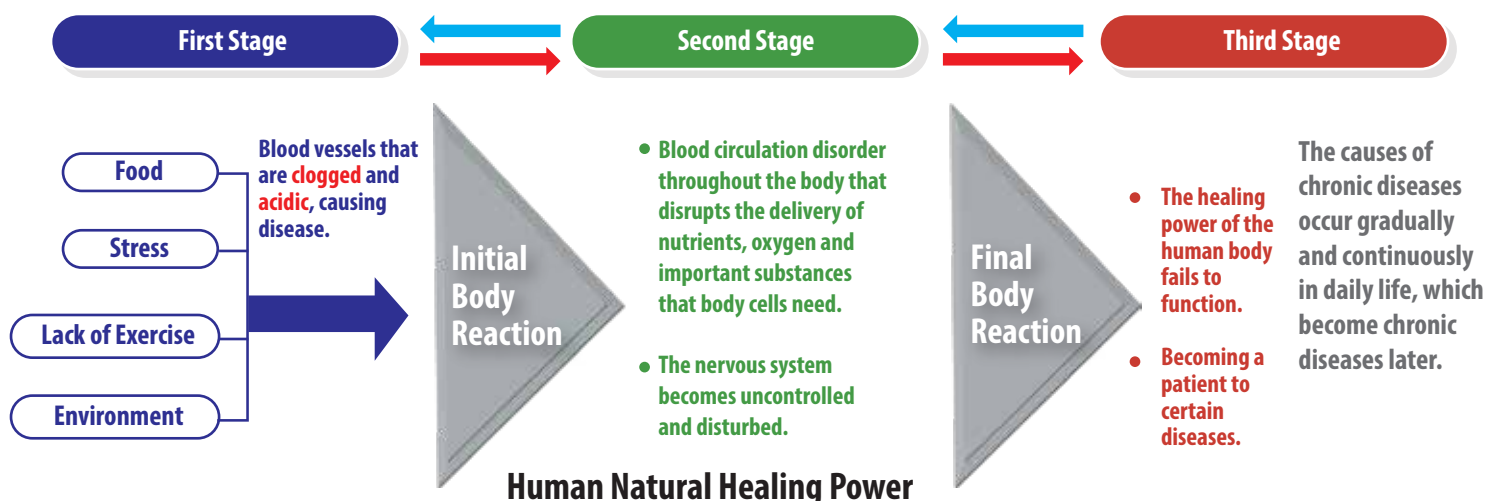 First Stage
Second Stage
Third Stage
Food
Stress
Lack of Exercise
Environment
Blood vessels that
are clogged and
acidic, causing
disease.
Initial
Body
Reaction
• Blood circulation disorder
throughout the body that
disrupts the delivery of
nutrients, oxygen and
important substances
that body cells need.
• The nervous system
becomes uncontrolled
and disturbed.
Final
Body
Reaction
• The healing
power of the
human body
fails to
function.
• Becoming a
patient to
certain
diseases.
The causes of
chronic diseases
occur gradually
and continuously
in daily life, which
become chronic
diseases later.
Human Natural Healing Power